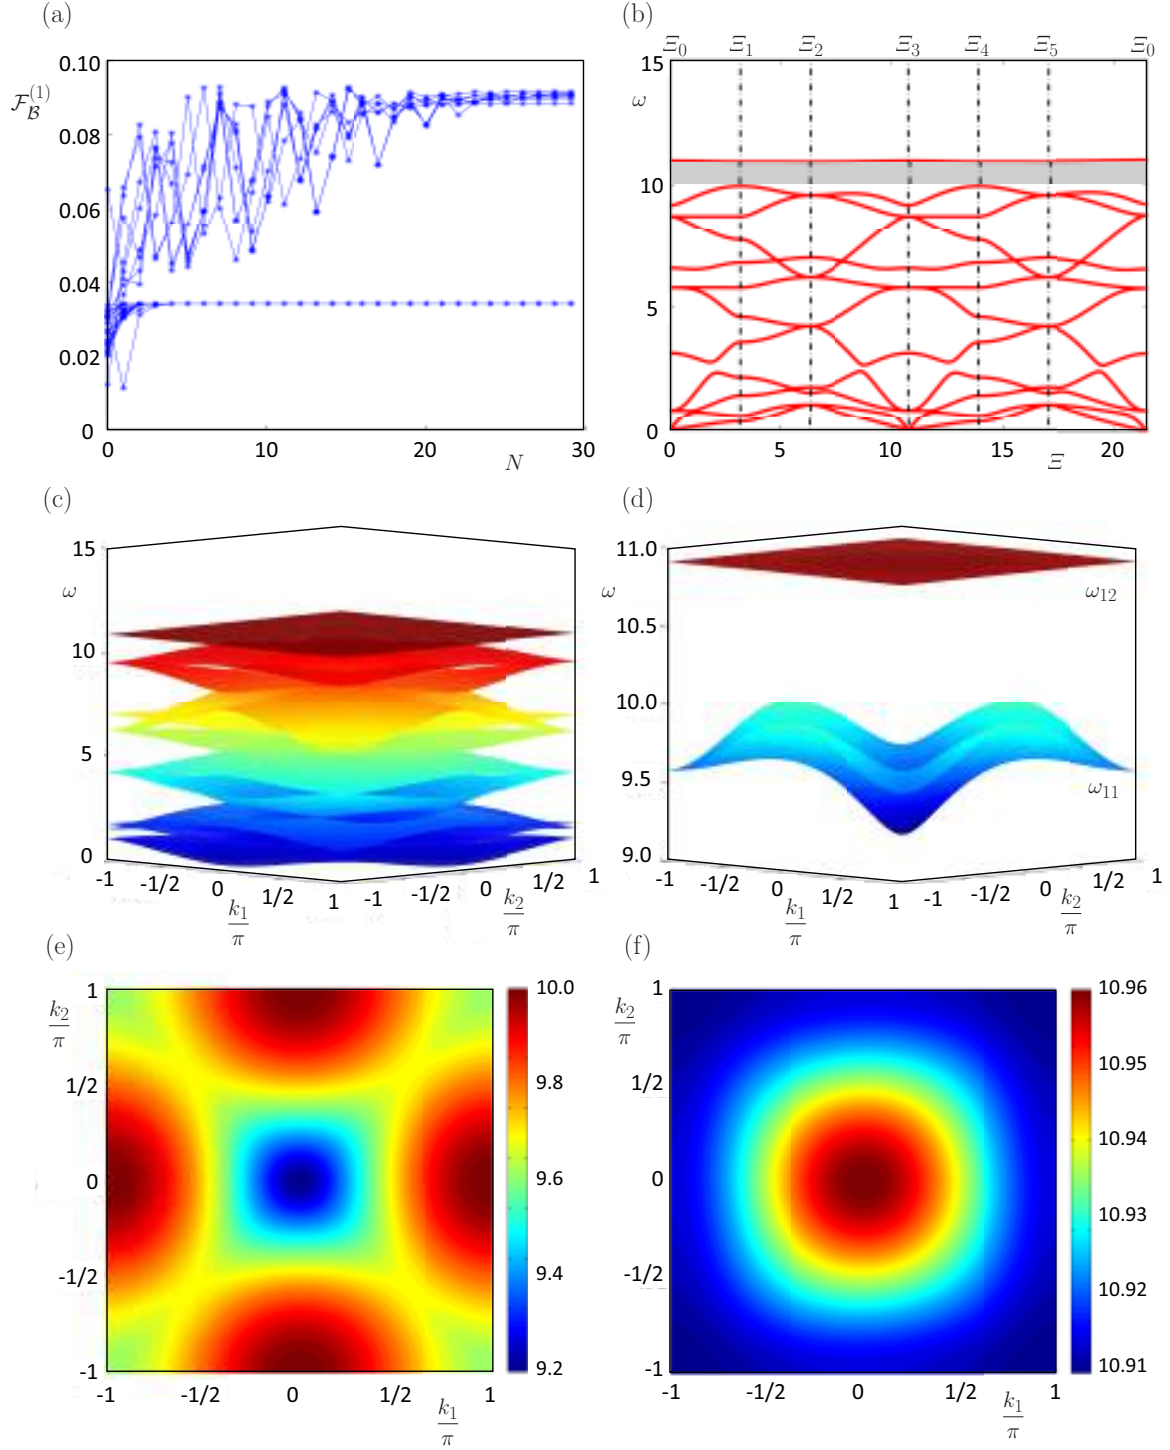 (a)
0.10
0.08
0.06
0.04
0.02
0
$\mathcal{F}_{\mathcal{B}}^{(1)}$
0 10 20 30
N
(b)
Ξ0 Ξ1 Ξ2 Ξ3 Ξ4 Ξ5 Ξ0
15
ω
10
5
0
0 5 10 15 20
Ξ
(c)
15
ω
10
5
0
-1 -1/2 0 1/2 1 -1 -1/2 0 1/2 1
k1/π
k2/π
(d)
11.0
ω
10.5
10.0
9.5
9.0
ω12
ω11
-1 -1/2 0 1/2 1 -1 -1/2 0 1/2 1
k1/π
k2/π
(e)
1
k2/π
1/2
0
-1/2
-1
-1 -1/2 0 1/2 1
k1/π
10.0
9.8
9.6
9.4
9.2
(f)
1
k2/π
1/2
0
-1/2
-1
-1 -1/2 0 1/2 1
k1/π
10.96
10.95
10.94
10.93
10.92
10.91